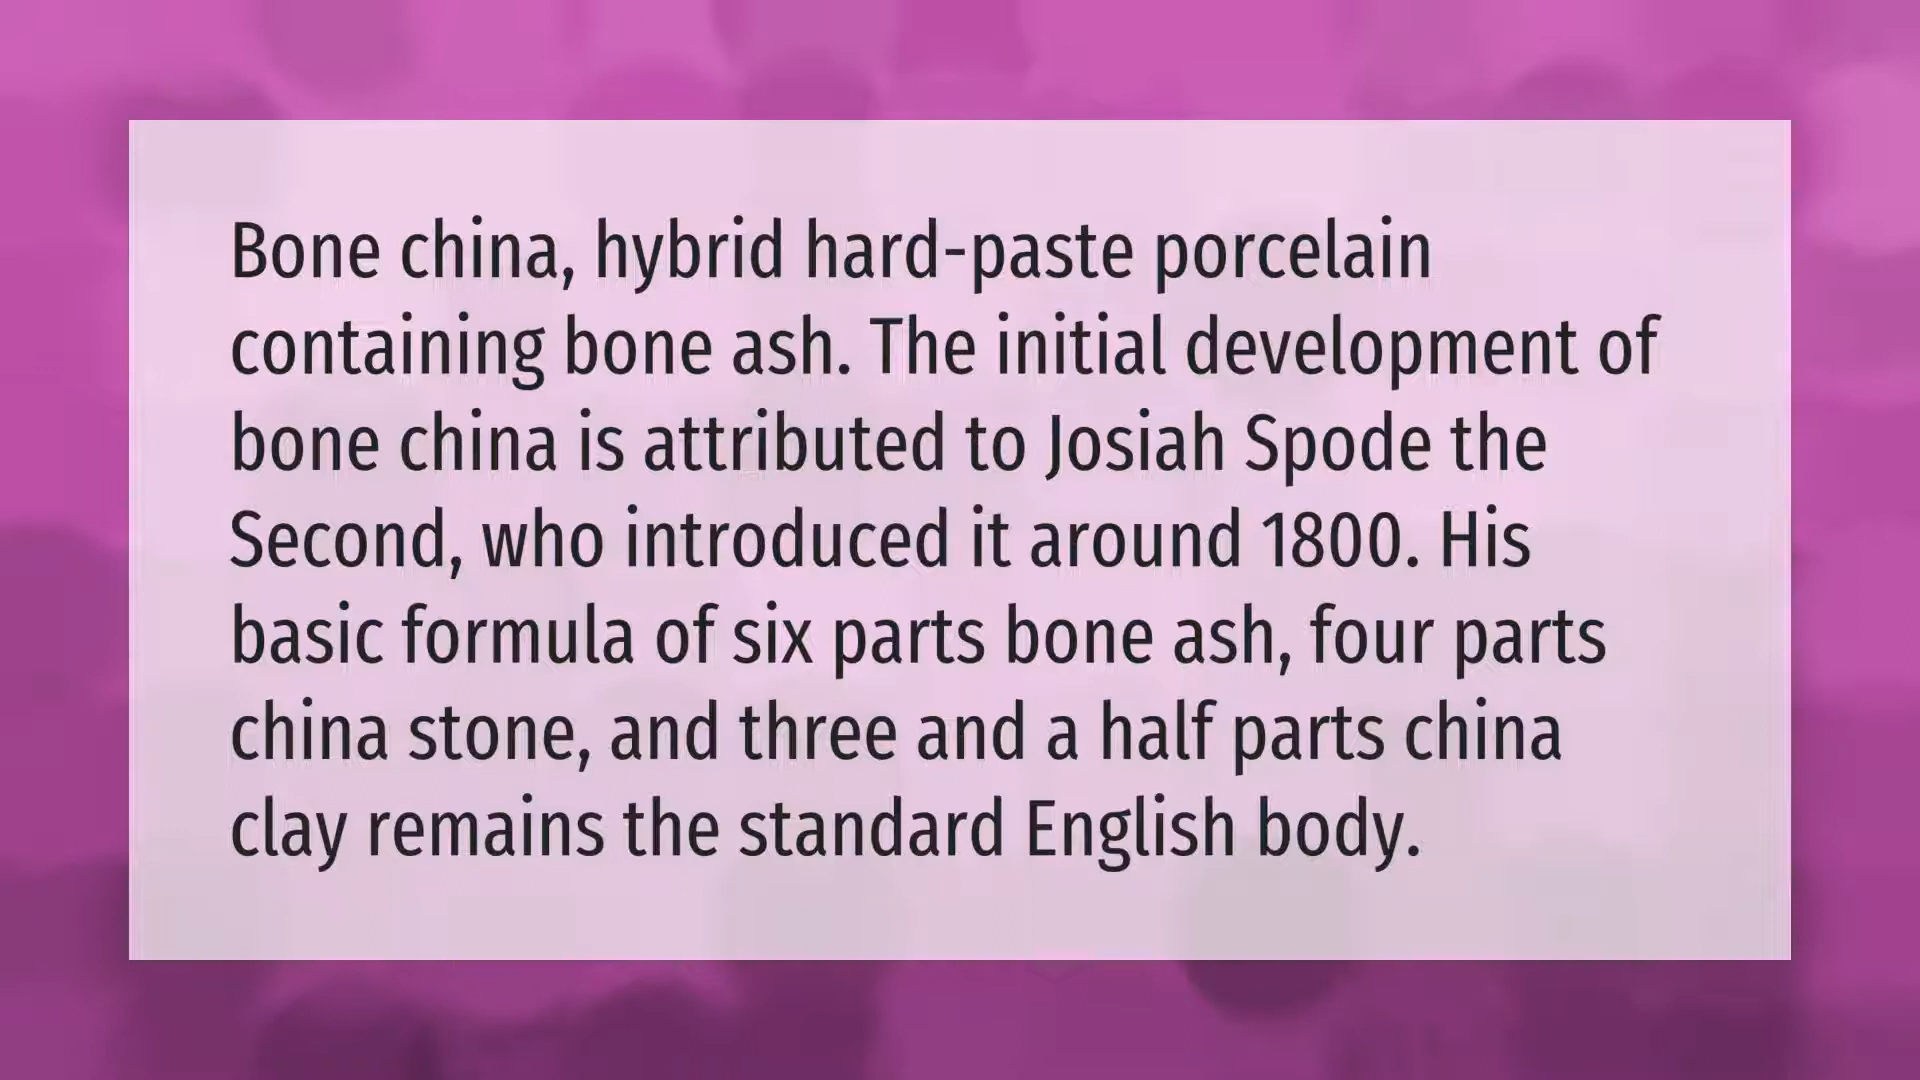 Bone china, hybrid hard-paste porcelain
containing bone ash. The initial development of
bone china is attributed to Josiah Spode the
Second, who introduced it around 1800. His
basic formula of six parts bone ash, four parts
china stone, and three and a half parts china
clay remains the standard English body.